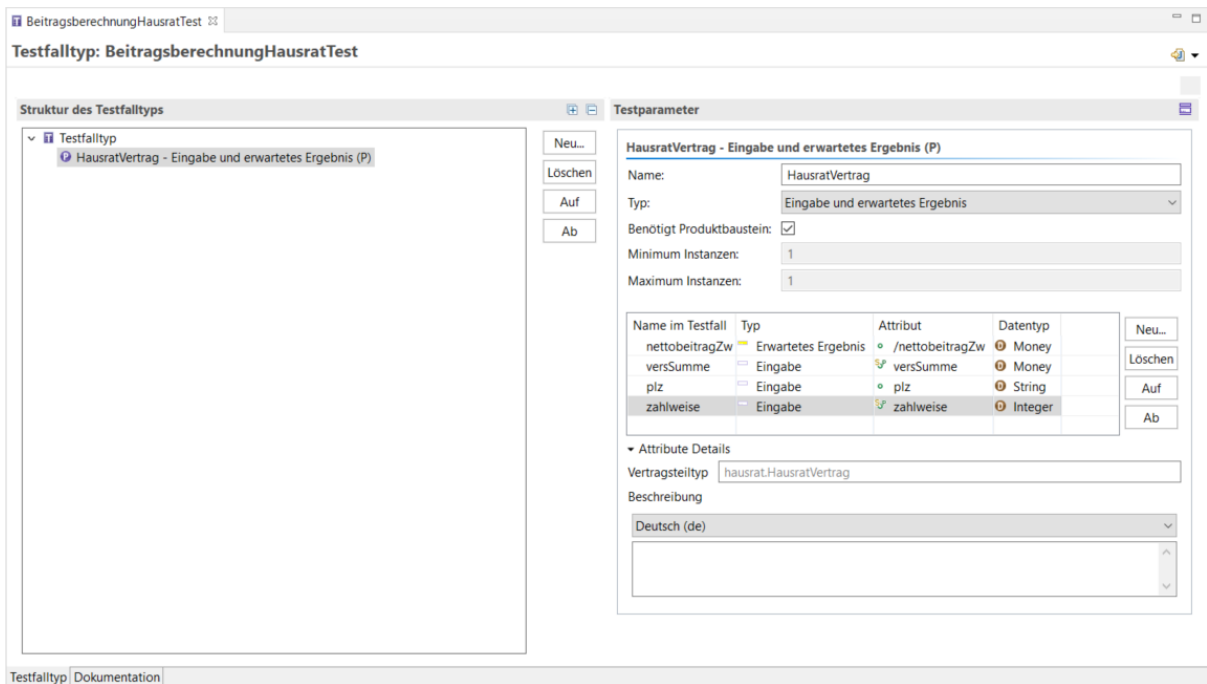 BeitragsberechnungHausratTest
Testfalltyp: BeitragsberechnungHausratTest
Struktur des Testfalltyps
Testfalltyp
HausratVertrag - Eingabe und erwartetes Ergebnis (P)
Neu...
Löschen
Auf
Ab
Testparameter
HausratVertrag - Eingabe und erwartetes Ergebnis (P)
Name: HausratVertrag
Typ: Eingabe und erwartetes Ergebnis
Benötigt Produktbaustein:
Minimum Instanzen: 1
Maximum Instanzen: 1
Name im Testfall Typ Attribut Datentyp
nettobeitragZw Erwartetes Ergebnis /nettobeitragZw Money
versSumme Eingabe versSumme Money
plz Eingabe plz String
zahlweise Eingabe zahlweise Integer
Neu...
Löschen
Auf
Ab
Attribute Details
Vertragsteiltyp hausrat.HausratVertrag
Beschreibung
Deutsch (de)
Testfalltyp Dokumentation